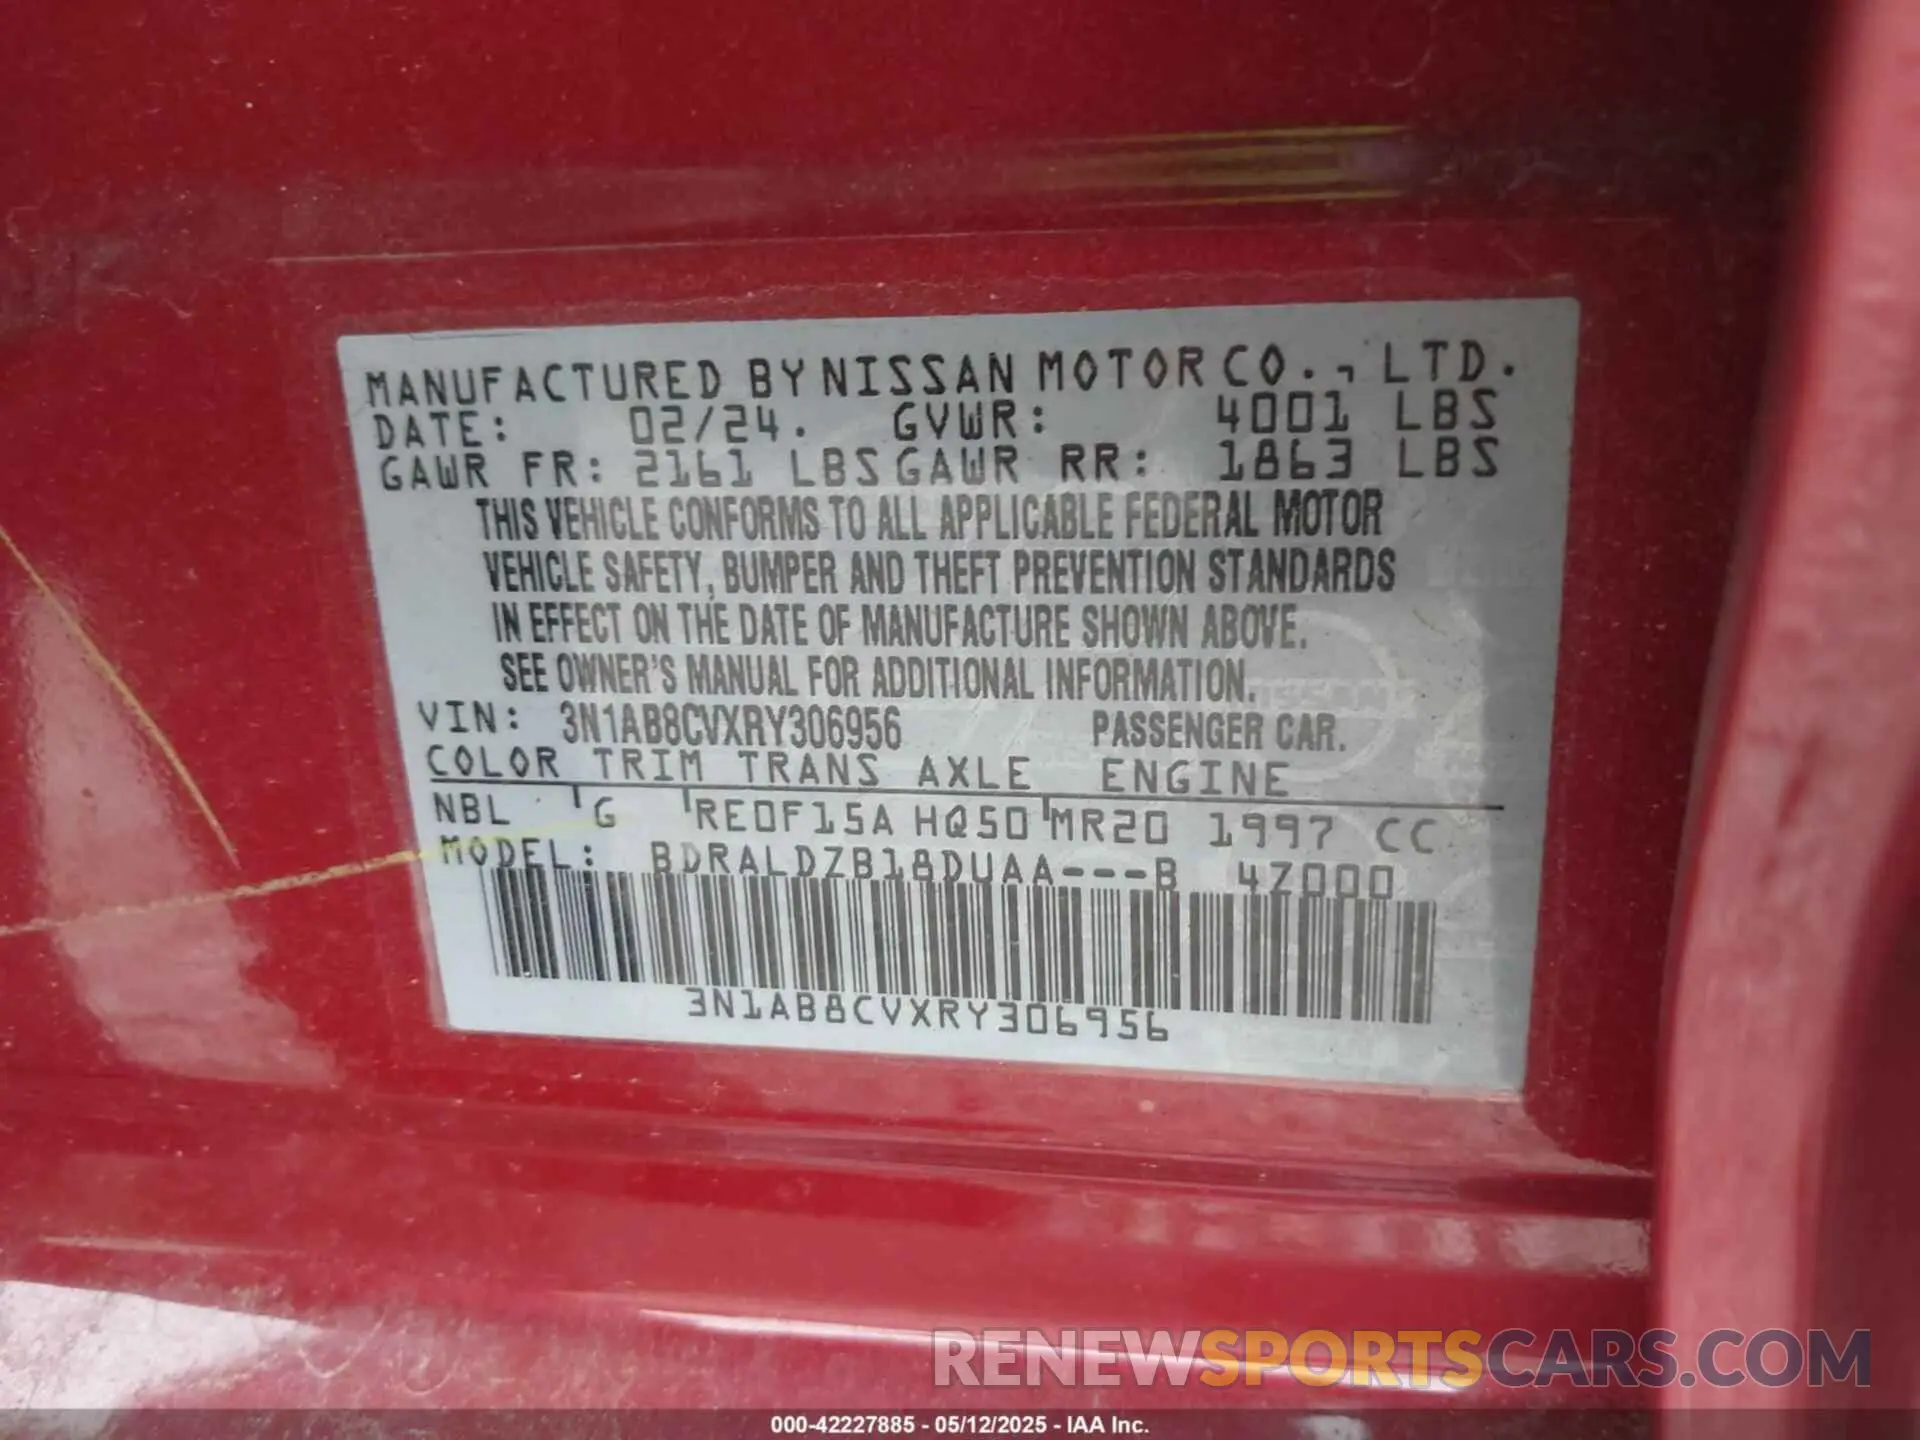 MANUFACTURED BY NISSAN MOTOR CO., LTD.
DATE: 02/24. GVWR: 4001 LBS
GAWR FR: 2161 LBS GAWR RR: 1863 LBS
THIS VEHICLE CONFORMS TO ALL APPLICABLE FEDERAL MOTOR
VEHICLE SAFETY, BUMPER AND THEFT PREVENTION STANDARDS
IN EFFECT ON THE DATE OF MANUFACTURE SHOWN ABOVE.
SEE OWNER'S MANUAL FOR ADDITIONAL INFORMATION.
VIN: 3N1AB8CVXRY306956 PASSENGER CAR.
COLOR TRIM TRANS AXLE ENGINE
NBL G RE0F15A HQ50 MR20 1997 CC
MODEL: BDRALDZB18DUAA---B 4Z000
3N1AB8CVXRY306956
RENEWSPORTSCARS.COM
000-42227885 - 05/12/2025 - IAA Inc.